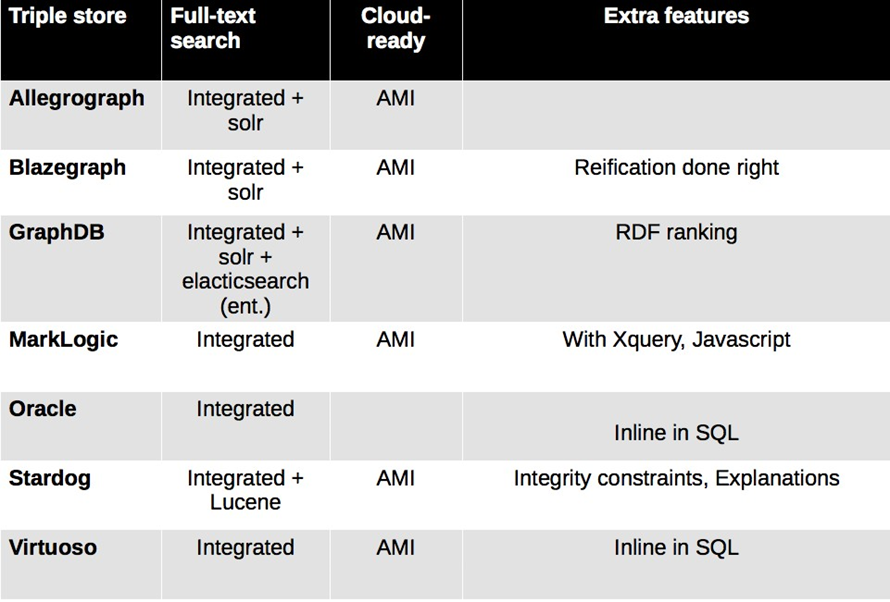 Triple store
Full-text
search
Cloud-
ready
Extra features
Allegrograph
Integrated +
solr
AMI
Blazegraph
Integrated +
solr
AMI
Reification done right
GraphDB
Integrated +
solr +
elacticsearch
(ent.)
AMI
RDF ranking
MarkLogic
Integrated
AMI
With Xquery, Javascript
Oracle
Integrated
Inline in SQL
Stardog
Integrated +
Lucene
AMI
Integrity constraints, Explanations
Virtuoso
Integrated
AMI
Inline in SQL